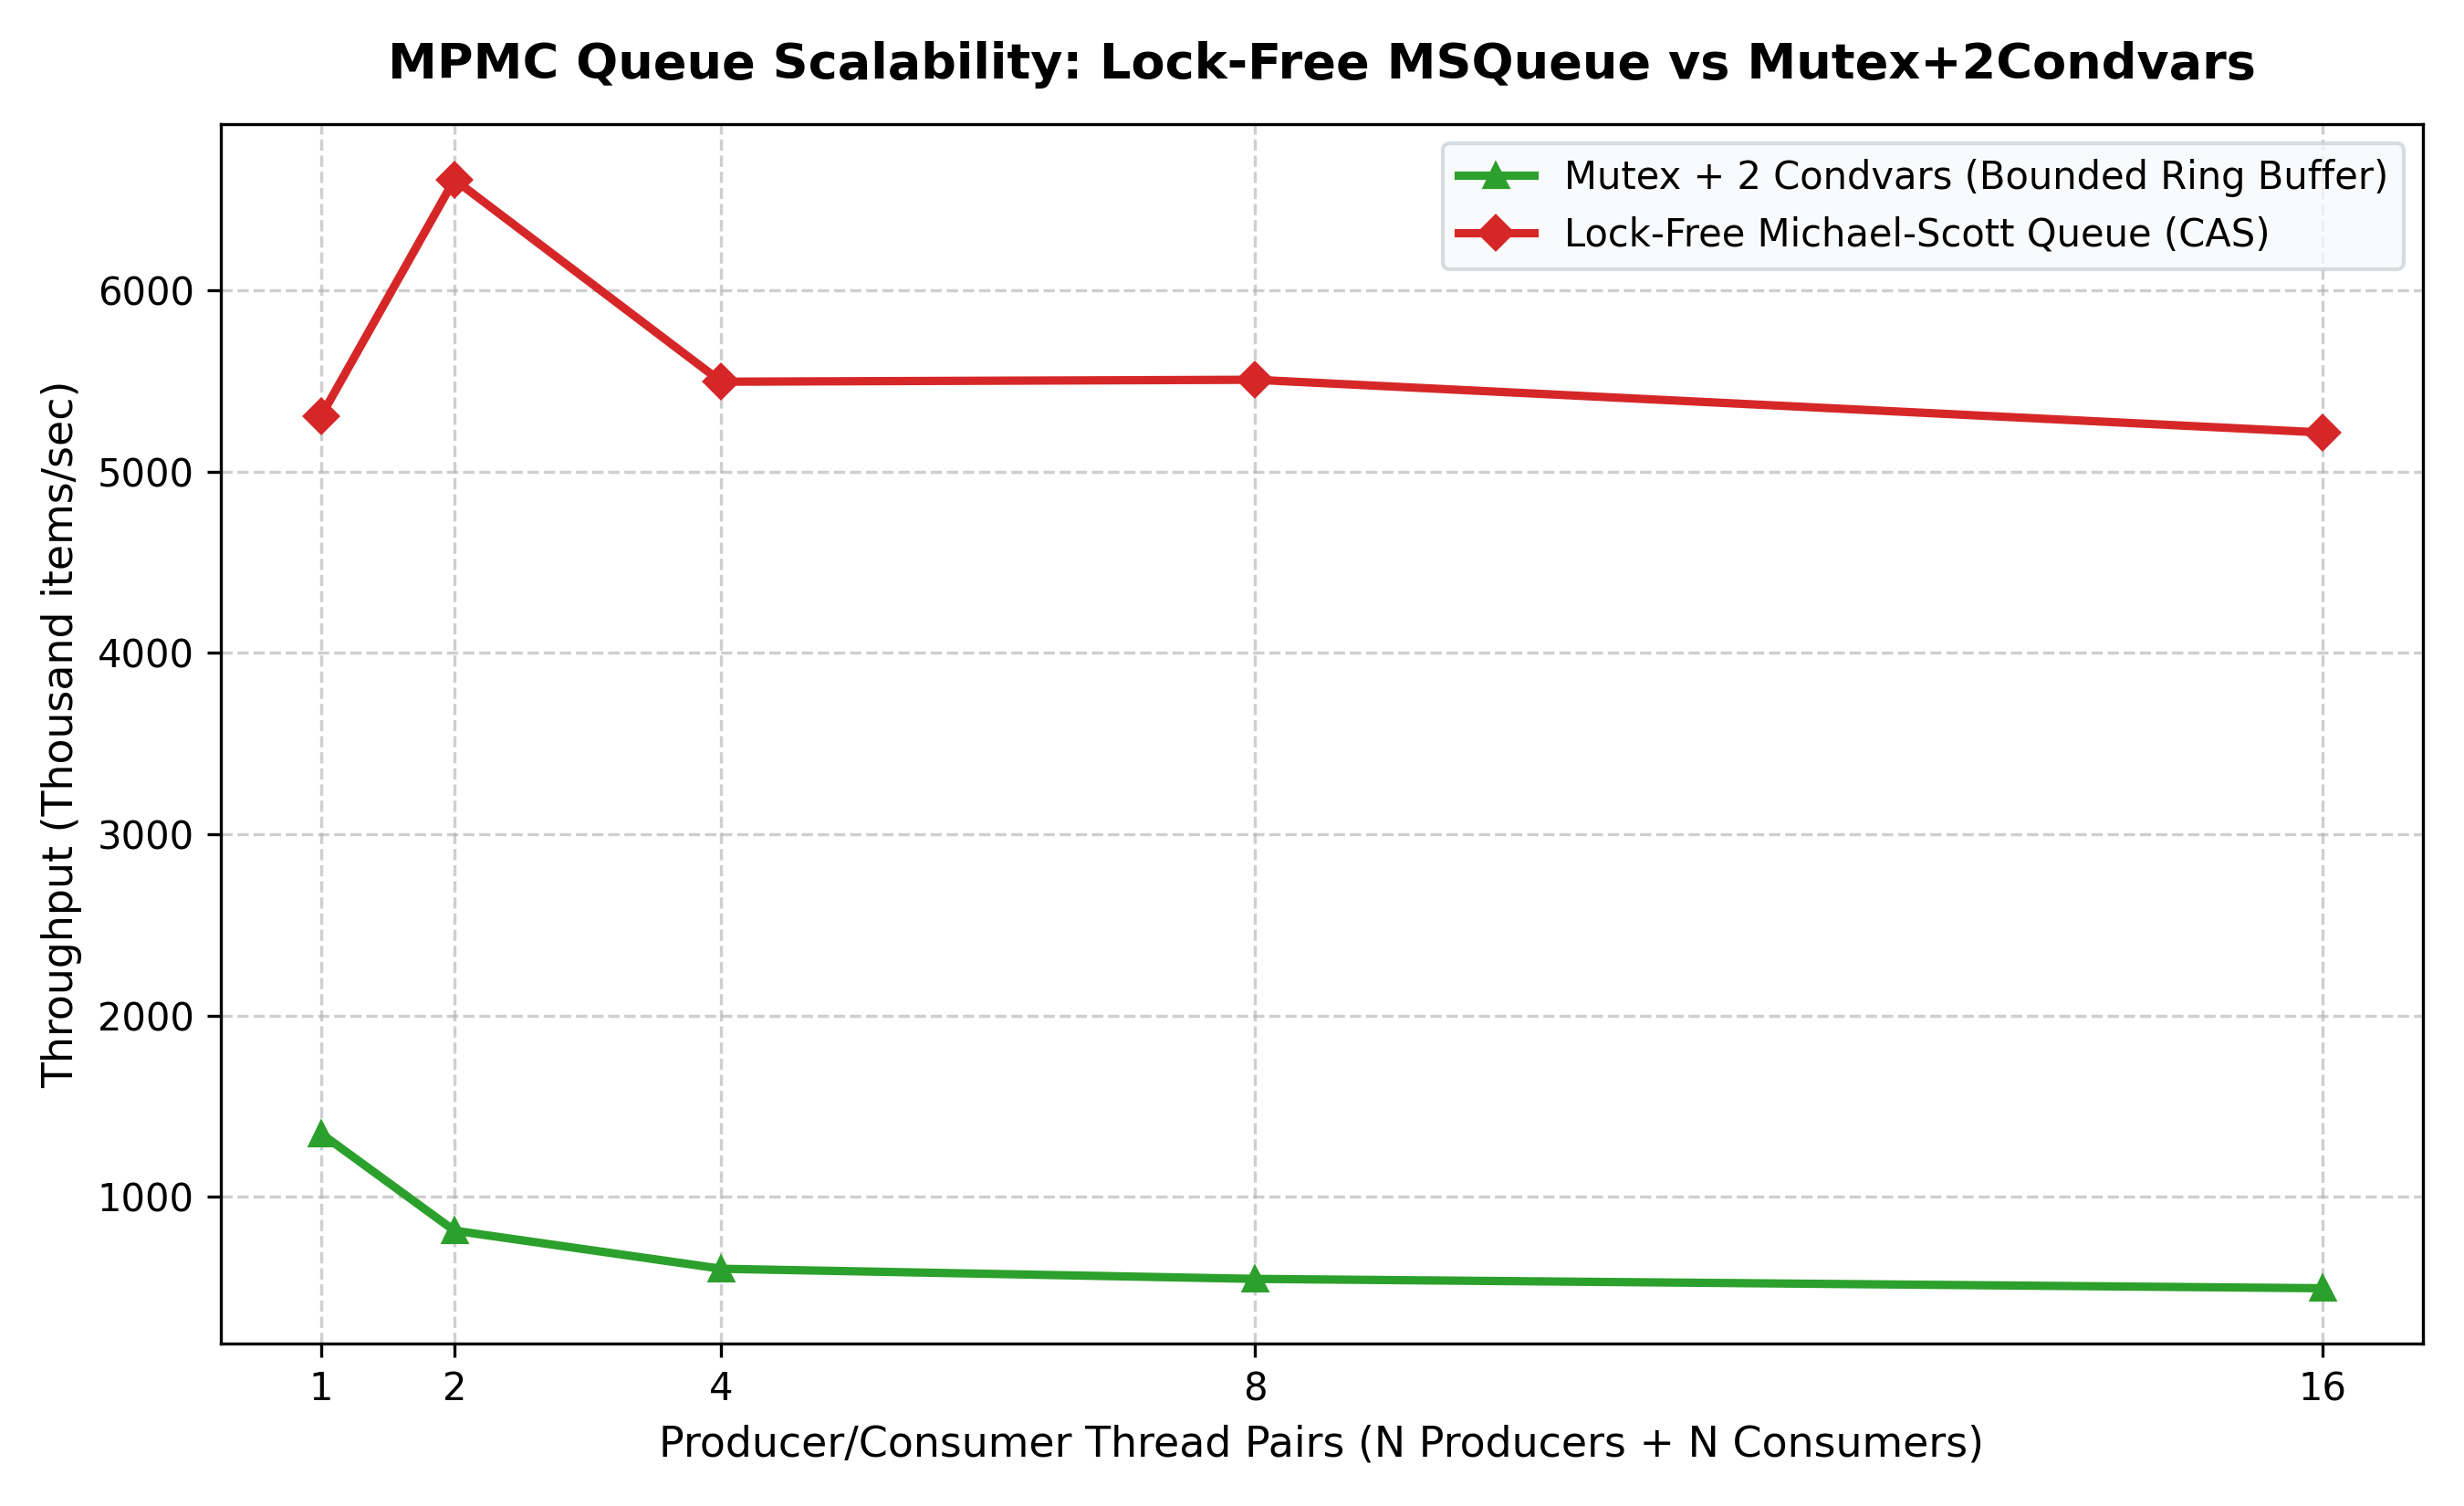 MPMC Queue Scalability: Lock-Free MSQueue vs Mutex+2Condvars
Mutex + 2 Condvars (Bounded Ring Buffer)
Lock-Free Michael-Scott Queue (CAS)
Throughput (Thousand items/sec)
6000
5000
4000
3000
2000
1000
1 2 4 8 16
Producer/Consumer Thread Pairs (N Producers + N Consumers)